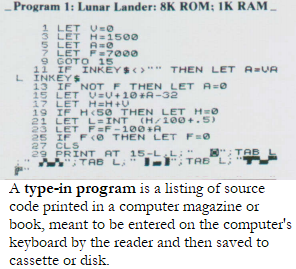 Program 1: Lunar Lander: 8K ROM; 1K RAM
1 LET V=0
3 LET H=1500
5 LET A=0
7 LET F=7000
9 GOTO 15
11 IF INKEY$<>"" THEN LET A=VA
L INKEY$
13 IF NOT F THEN LET A=0
15 LET V=V+10*A-32
17 LET H=H+V
19 IF H<50 THEN LET H=0
21 LET L=INT (H/100+.5)
23 LET F=F-100*A
25 IF F<0 THEN LET F=0
27 CLS
29 PRINT AT 15-L,L; " "; TAB L
; " "; TAB L; " "; TAB L; "
A type-in program is a listing of source
code printed in a computer magazine or
book, meant to be entered on the computer's
keyboard by the reader and then saved to
cassette or disk.